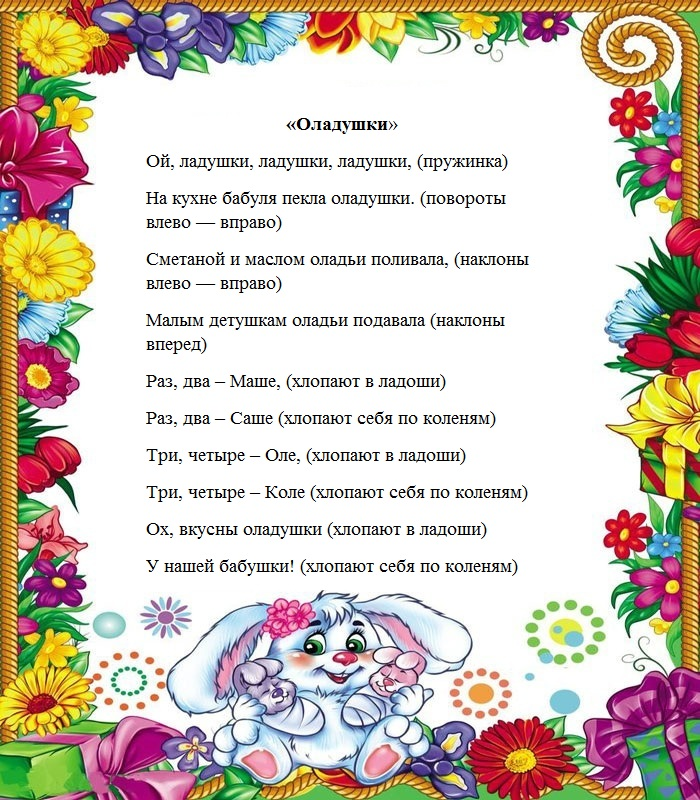 «Оладушки»
Ой, ладушки, ладушки, ладушки, (пружинка)
На кухне бабуля пекла оладушки. (повороты
влево — вправо)
Сметаной и маслом оладьи поливала, (наклоны
влево — вправо)
Малым детушкам оладьи подавала (наклоны
вперед)
Раз, два – Маше, (хлопают в ладоши)
Раз, два – Саше (хлопают себя по коленям)
Три, четыре – Оле, (хлопают в ладоши)
Три, четыре – Коле (хлопают себя по коленям)
Ох, вкусны оладушки (хлопают в ладоши)
У нашей бабушки! (хлопают себя по коленям)